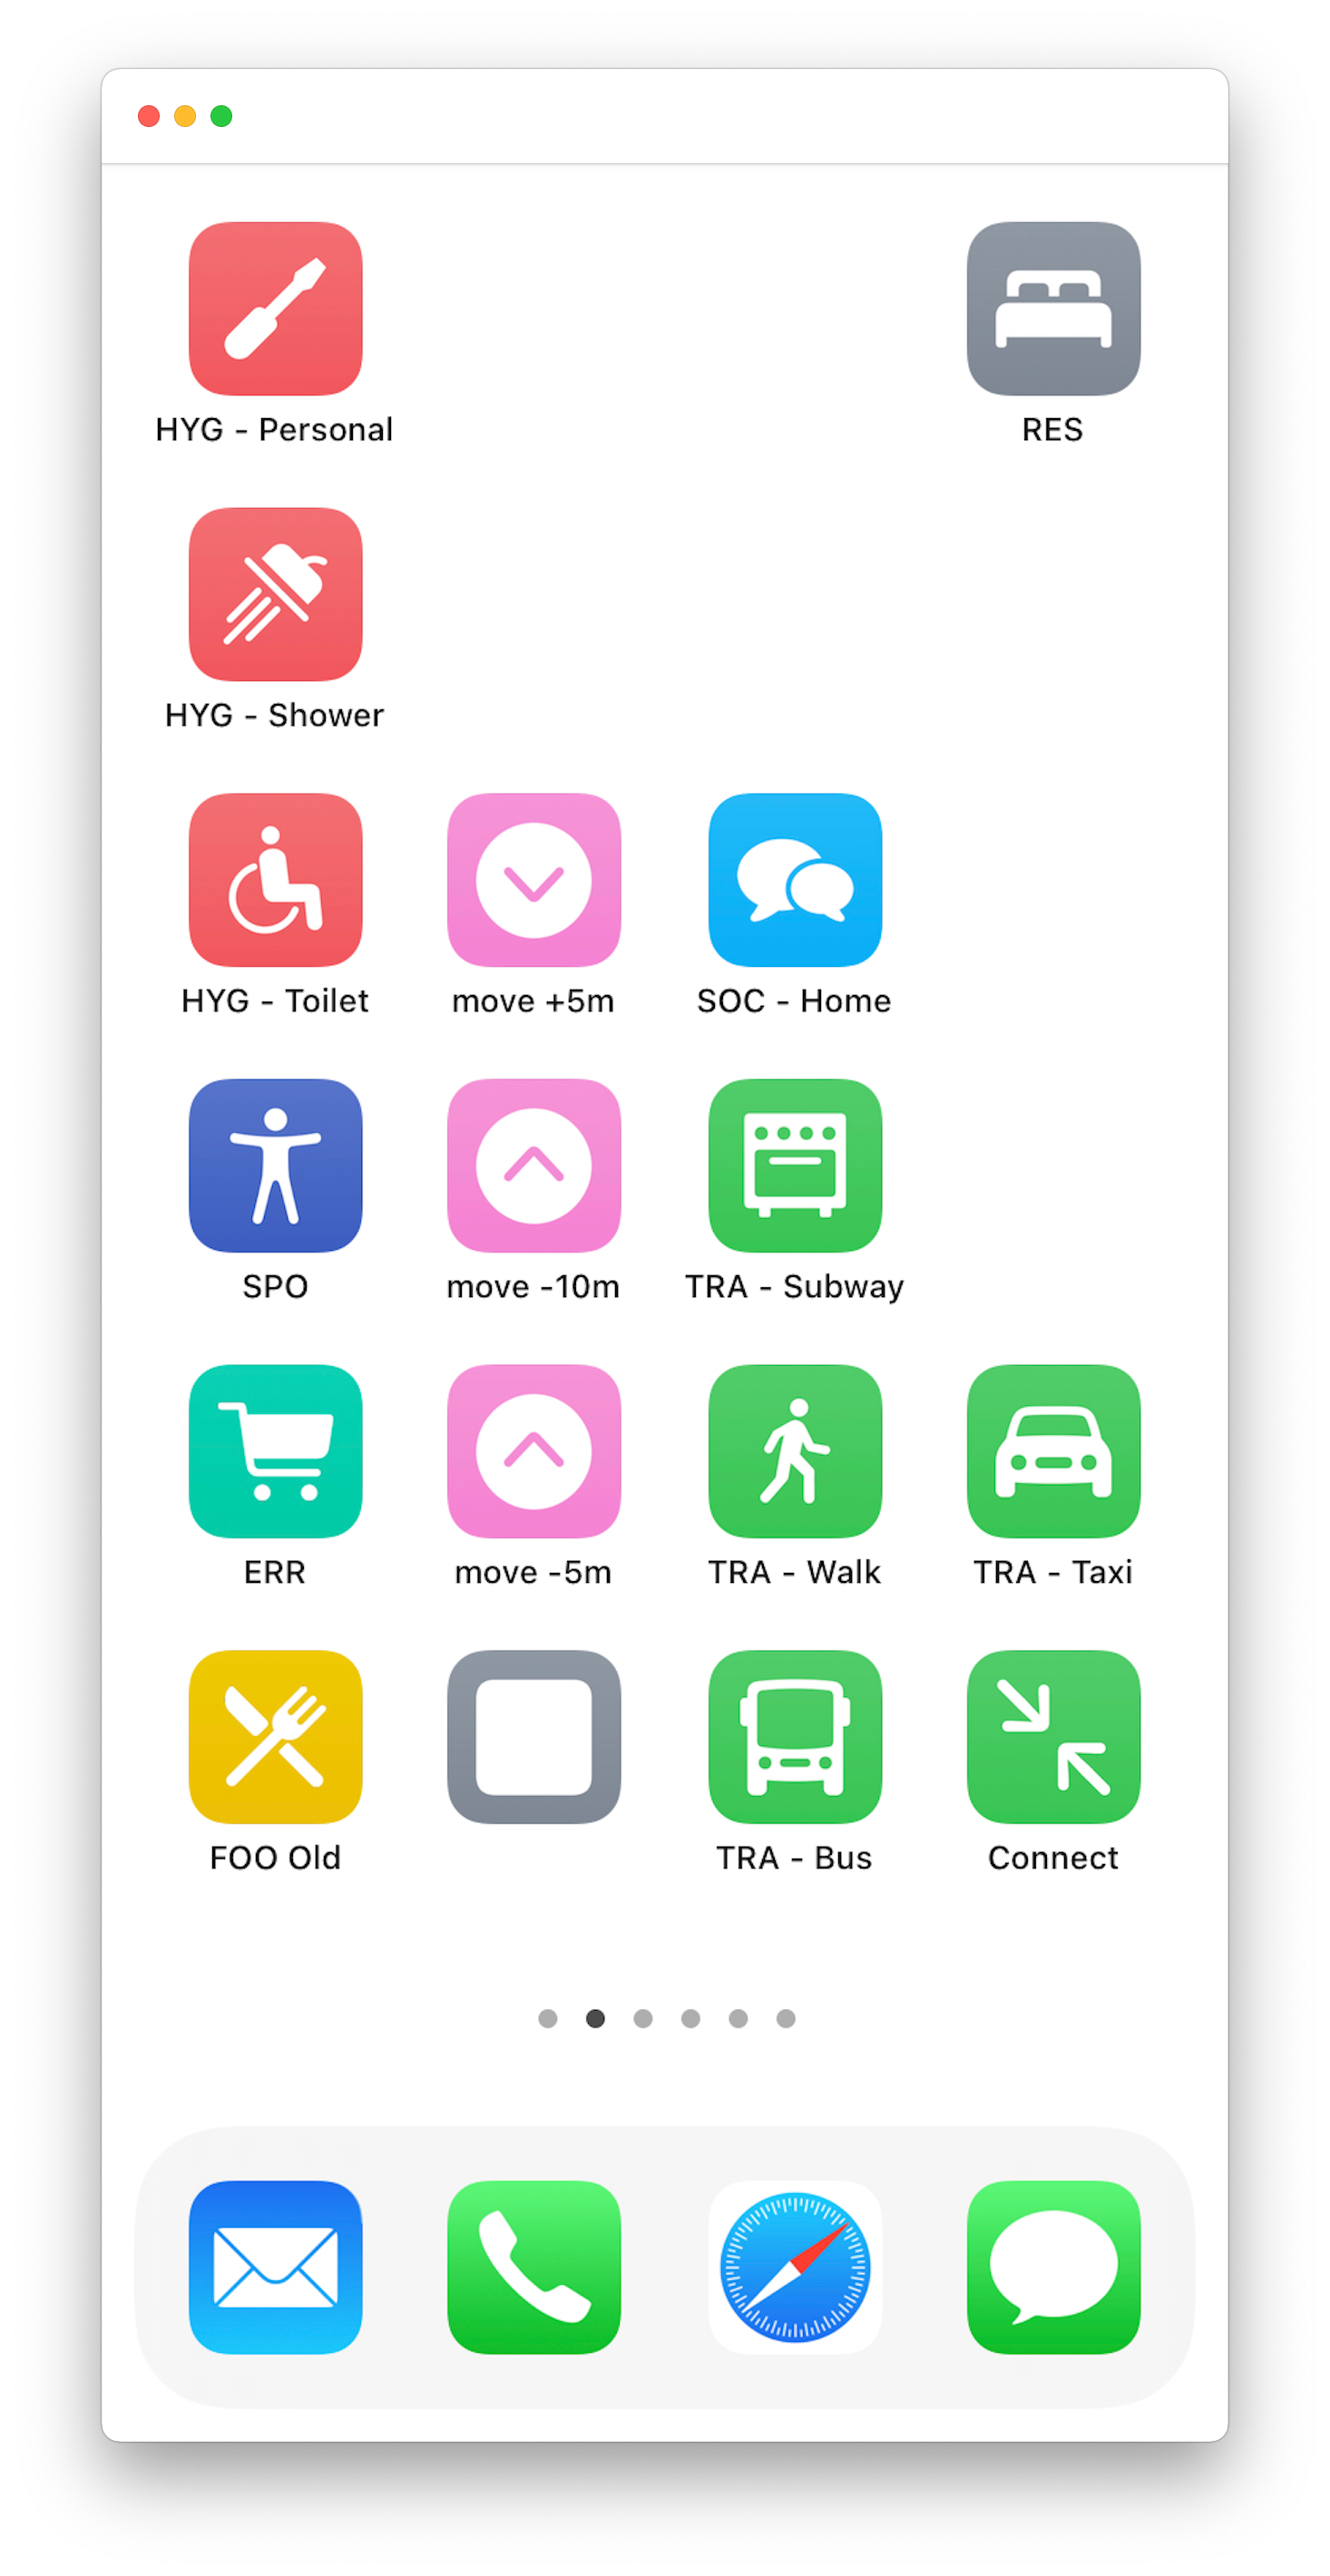 HYG - Personal
RES
HYG - Shower
HYG - Toilet
move +5m
SOC - Home
SPO
move -10m
TRA - Subway
ERR
move -5m
TRA - Walk
TRA - Taxi
FOO Old
TRA - Bus
Connect